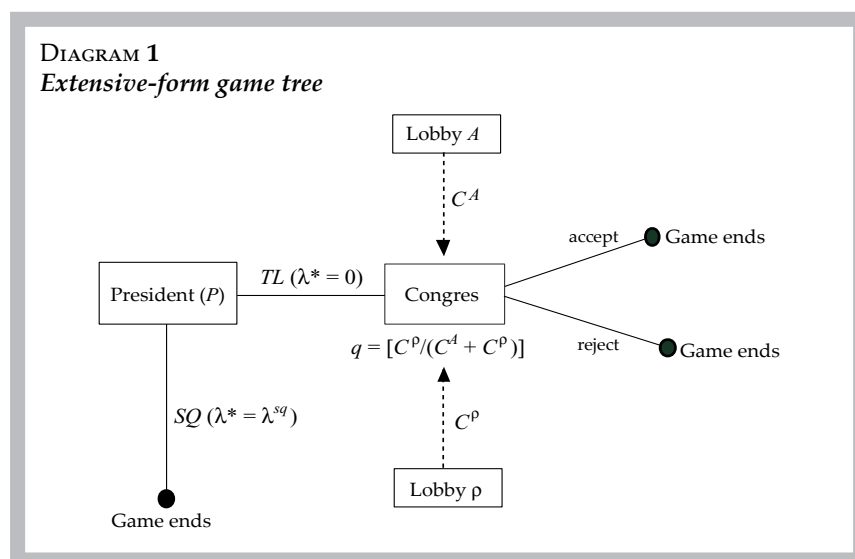 DIAGRAM 1
Extensive-form game tree
Lobby A
C^A
accept
Game ends
TL (λ* = 0)
President (P)
Congres
q = [C^ρ/(C^A + C^ρ)]
reject
Game ends
SQ (λ* = λ^sq)
C^ρ
Lobby ρ
Game ends